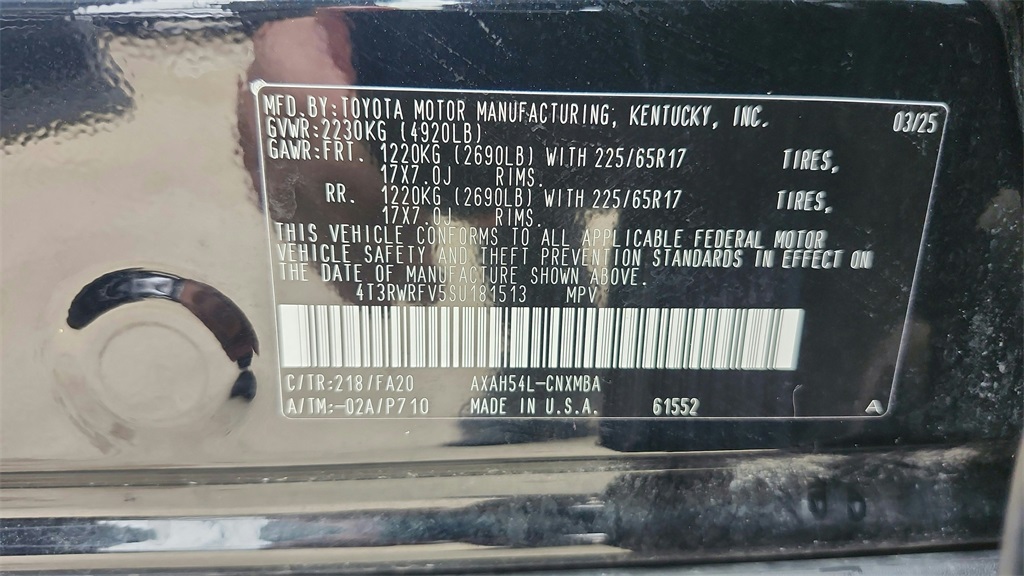 MFD.BY:TOYOTA MOTOR MANUFACTURING, KENTUCKY, INC. 03/25
GVWR:2230KG (4920LB)
GAWR:FRT. 1220KG (2690LB) WITH 225/65R17 TIRES,
17X7.0J RIMS.
RR. 1220KG (2690LB) WITH 225/65R17 TIRES,
17X7.0J RIMS.
THIS VEHICLE CONFORMS TO ALL APPLICABLE FEDERAL MOTOR
VEHICLE SAFETY AND THEFT PREVENTION STANDARDS IN EFFECT ON
THE DATE OF MANUFACTURE SHOWN ABOVE.
4T3RWRFV5SU181513 MPV
C/TR:218/FA20 AXAH54L-CNXMBA
A/TM:-02A/P710 MADE IN U.S.A. 61552 A